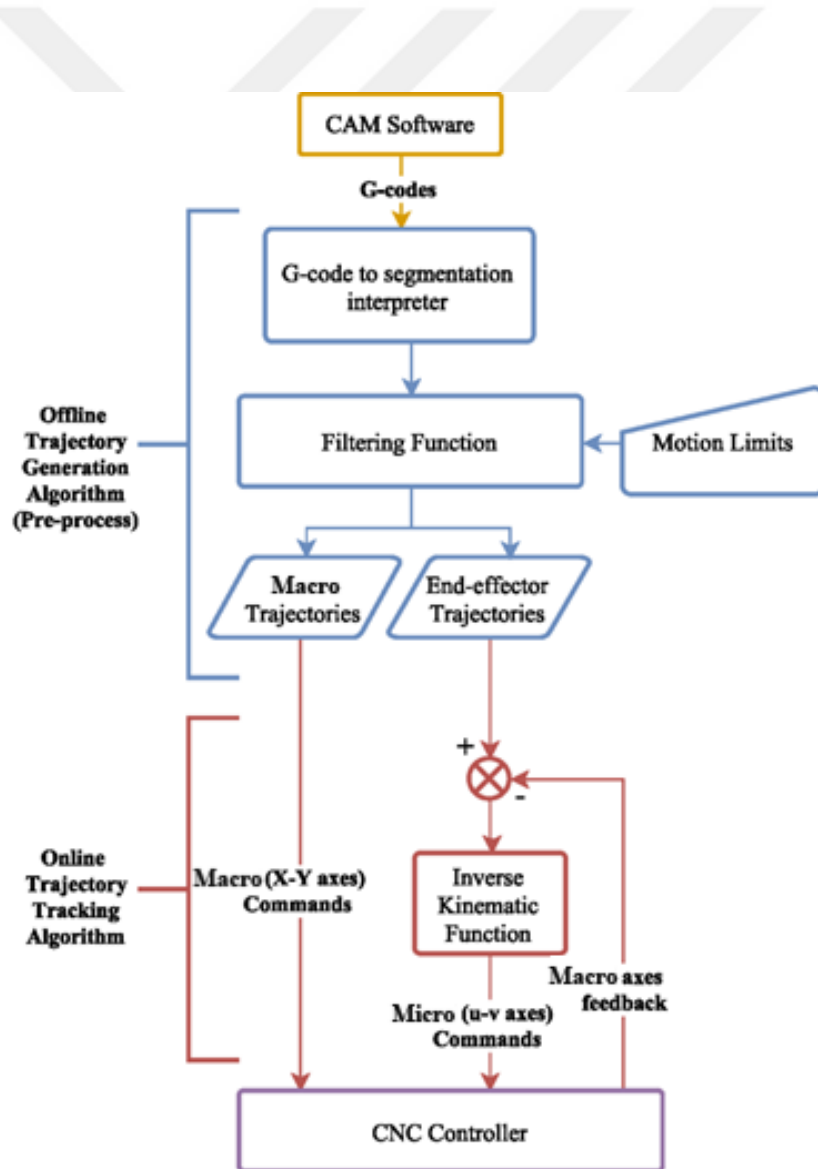 CAM Software
G-codes
G-code to segmentation
interpreter
Offline
Trajectory
Generation
Algorithm
(Pre-process)
Filtering Function
Motion Limits
Macro
Trajectories
End-effector
Trajectories
+
-
Online
Trajectory
Tracking
Algorithm
Macro (X-Y axes)
Commands
Inverse
Kinematic
Function
Macro axes
feedback
Micro (u-v axes)
Commands
CNC Controller